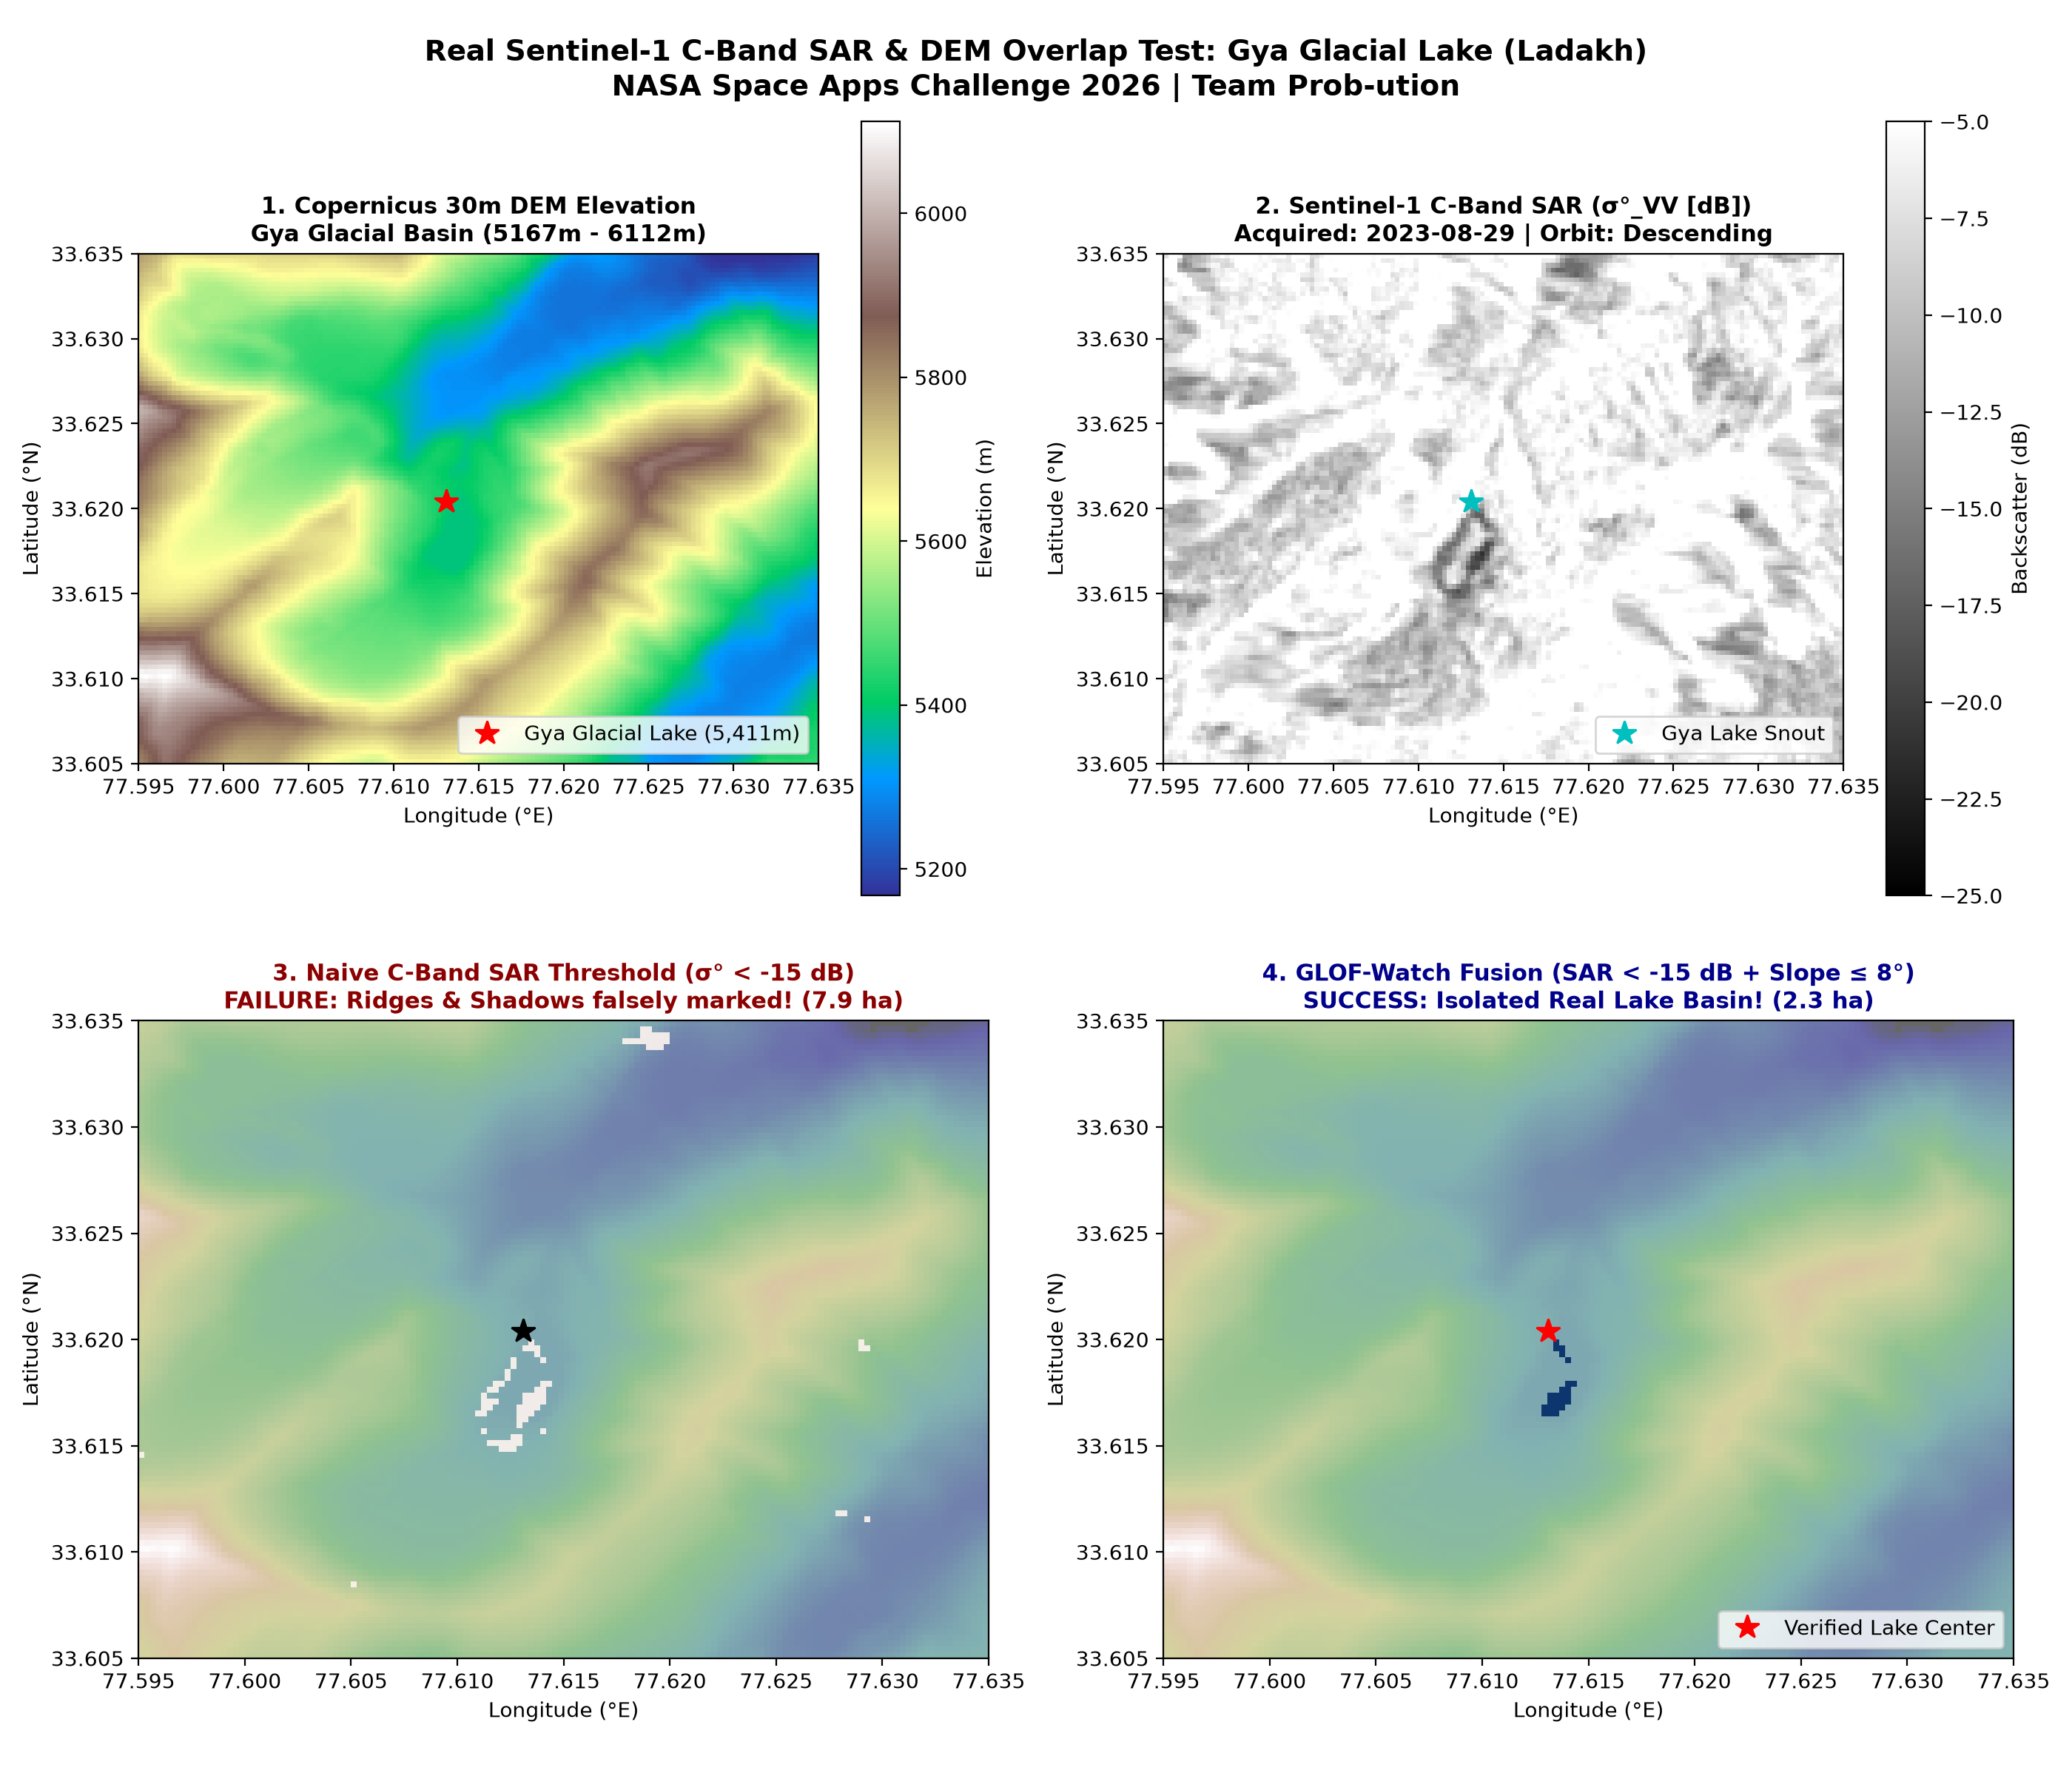 Real Sentinel-1 C-Band SAR & DEM Overlap Test: Gya Glacial Lake (Ladakh)
NASA Space Apps Challenge 2026 | Team Prob-ution
1. Copernicus 30m DEM Elevation
Gya Glacial Basin (5167m - 6112m)
33.635
33.630
33.625
33.620
33.615
33.610
33.605
Latitude (°N)
77.595 77.600 77.605 77.610 77.615 77.620 77.625 77.630 77.635
Longitude (°E)
Gya Glacial Lake (5,411m)
6000
5800
5600
5400
5200
Elevation (m)
2. Sentinel-1 C-Band SAR (σ°_VV [dB])
Acquired: 2023-08-29 | Orbit: Descending
33.635
33.630
33.625
33.620
33.615
33.610
33.605
Latitude (°N)
77.595 77.600 77.605 77.610 77.615 77.620 77.625 77.630 77.635
Longitude (°E)
Gya Lake Snout
−5.0
−7.5
−10.0
−12.5
−15.0
−17.5
−20.0
−22.5
−25.0
Backscatter (dB)
3. Naive C-Band SAR Threshold (σ° < -15 dB)
FAILURE: Ridges & Shadows falsely marked! (7.9 ha)
33.635
33.630
33.625
33.620
33.615
33.610
33.605
Latitude (°N)
77.595 77.600 77.605 77.610 77.615 77.620 77.625 77.630 77.635
Longitude (°E)
4. GLOF-Watch Fusion (SAR < -15 dB + Slope ≤ 8°)
SUCCESS: Isolated Real Lake Basin! (2.3 ha)
33.635
33.630
33.625
33.620
33.615
33.610
33.605
Latitude (°N)
77.595 77.600 77.605 77.610 77.615 77.620 77.625 77.630 77.635
Longitude (°E)
Verified Lake Center